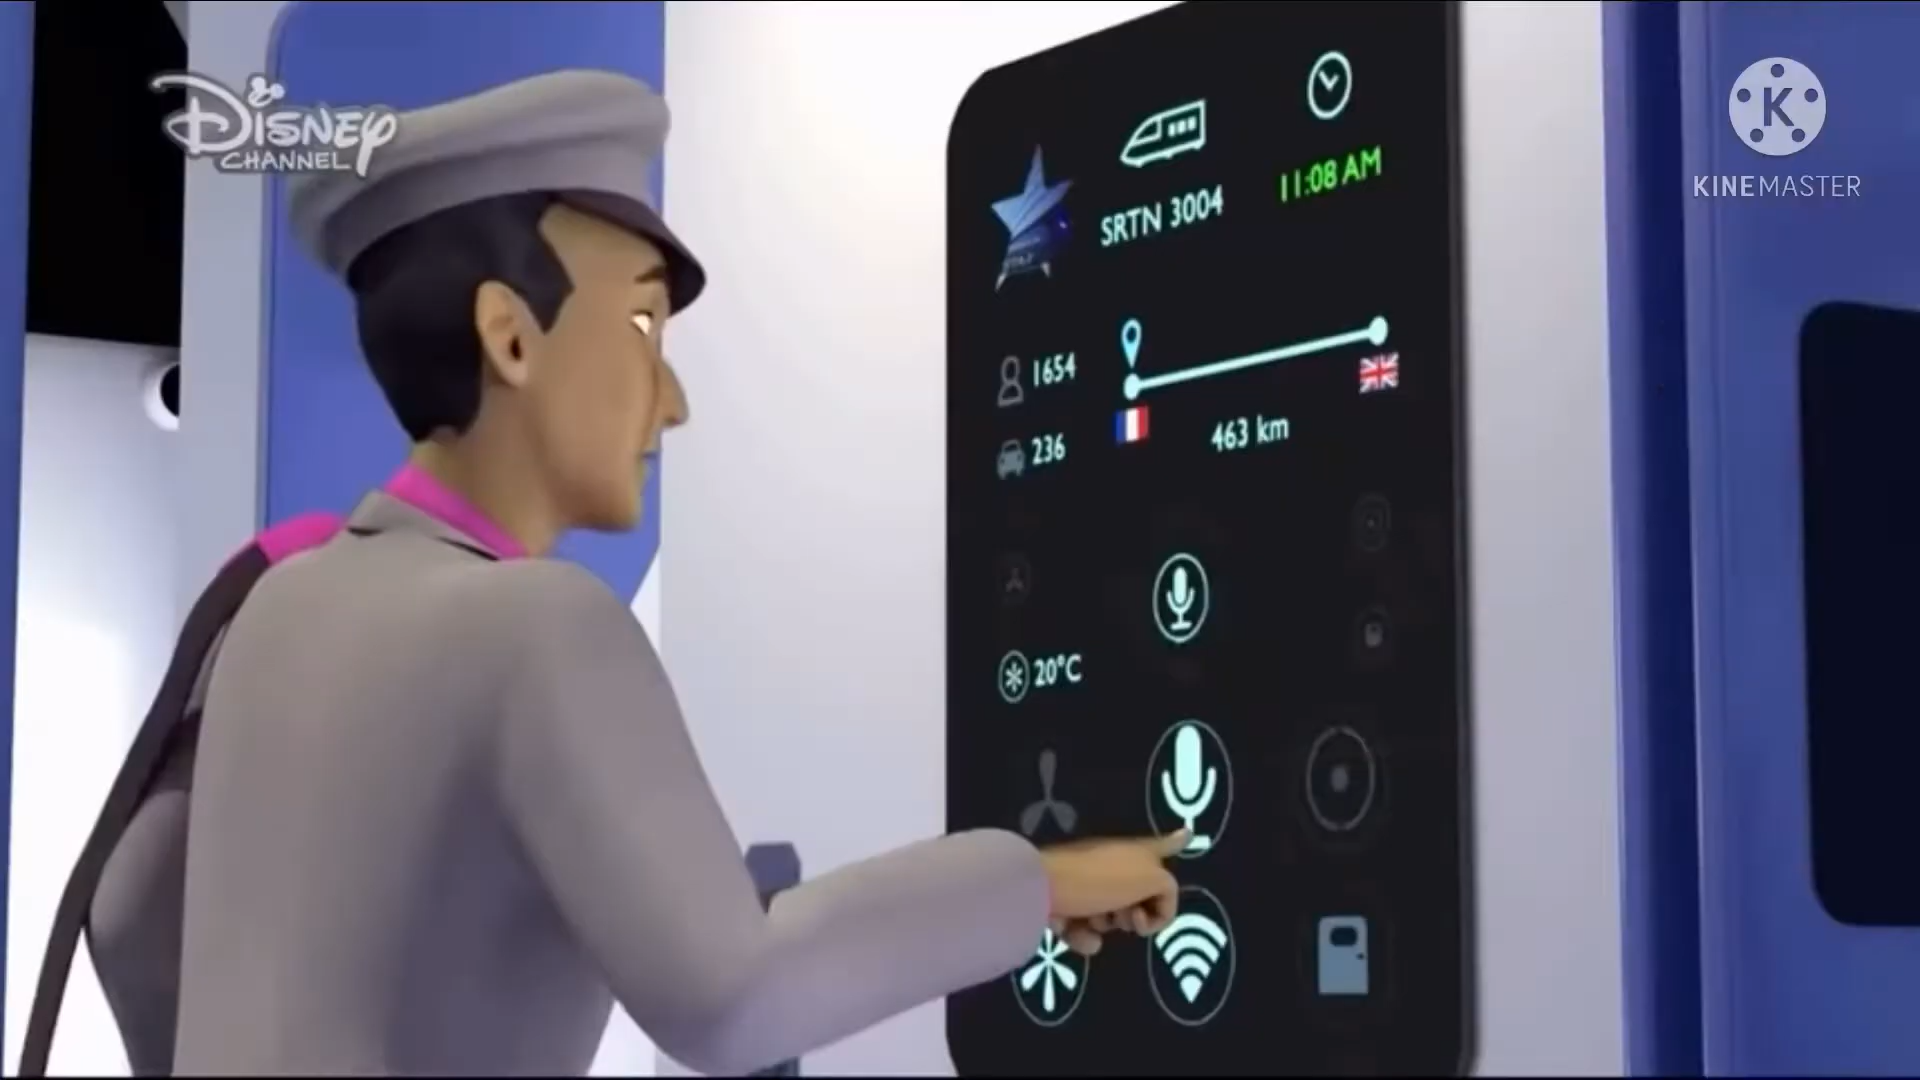 Disney
CHANNEL
KINEMASTER
K
SRTN 3004
11:08 AM
1654
236
463 km
20°C